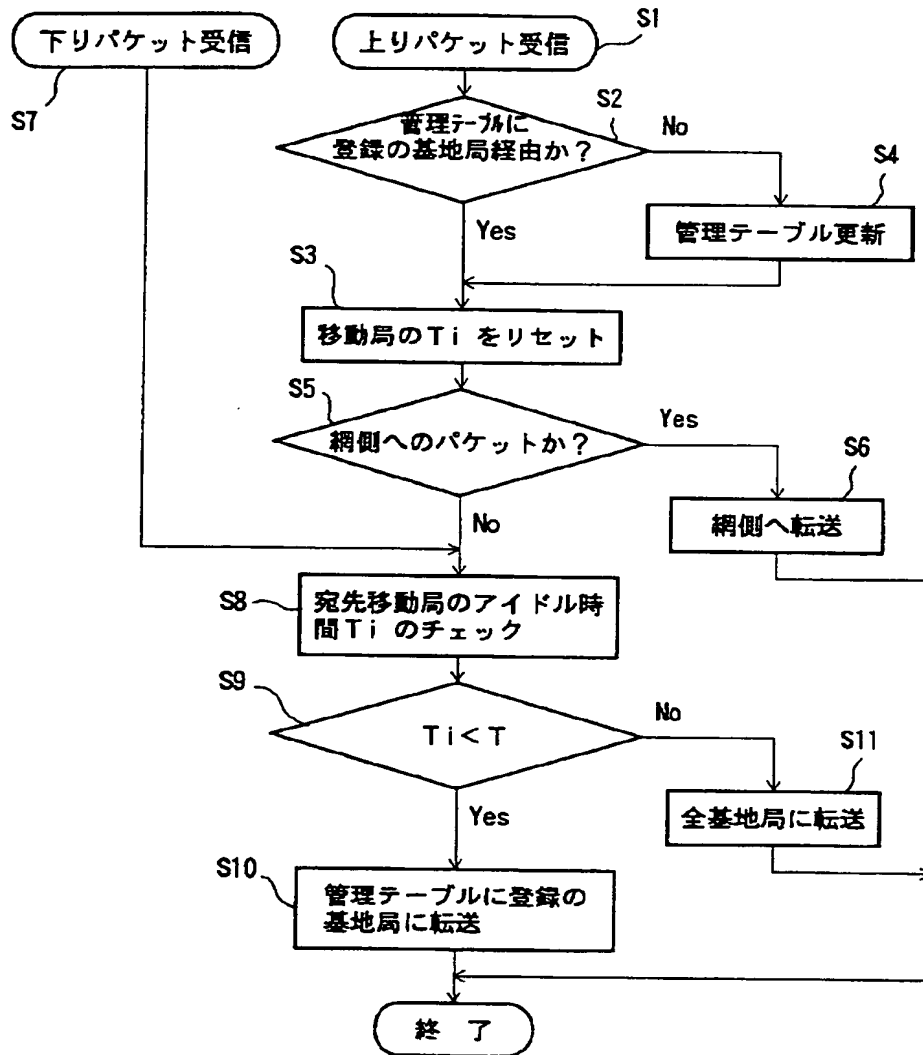 下りパケット受信
S7
上りパケット受信
S1
管理テーブルに
登録の基地局経由か？
S2
No
Yes
S4
管理テーブル更新
S3
移動局のＴｉ をリセット
S5
網側へのパケットか？
Yes
No
S6
網側へ転送
S8
宛先移動局のアイドル時
間Ｔｉ のチェック
S9
Ｔｉ＜Ｔ
No
Yes
S11
全基地局に転送
S10
管理テーブルに登録の
基地局に転送
終 了